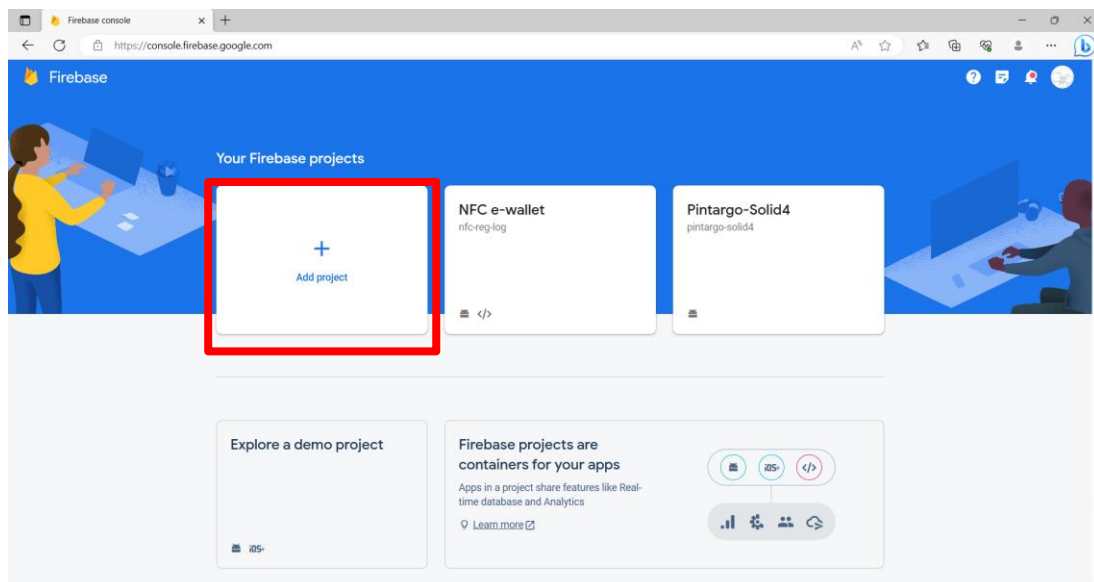 Firebase console
https://console.firebase.google.com
Firebase
Your Firebase projects
Add project
NFC e-wallet
nfc-reg-log
Pintargo-Solid4
pintargo-solid4
Explore a demo project
iOS+
Firebase projects are
containers for your apps
Apps in a project share features like Real-
time database and Analytics
Learn more
iOS+